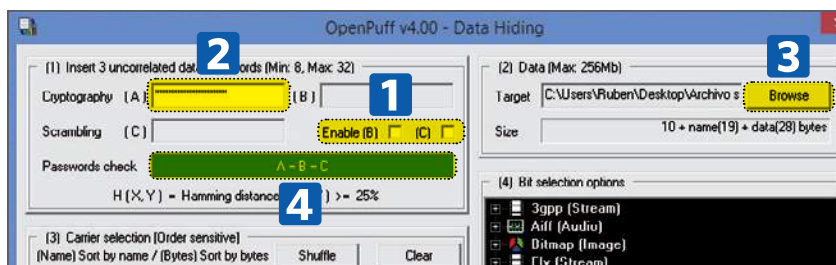 OpenPuff v4.00 - Data Hiding
(1) Insert 3 uncorrelated data (Min: 8, Max: 32)
2
(2) Data (Max: 256Mb)
3
Cryptography (A) (B)
1
Target C:\Users\Ruben\Desktop\Archivo s Browse
Scrambling (C) Enable (B) (C)
Size 10 + name(19) + data(28) bytes
Passwords check A = B = C
H (X, Y) = Hamming distance ) >= 25%
4
(4) Bit selection options
3gpp (Stream)
Aiff (Audio)
Bitmap (Image)
Flv (Stream)
(3) Carrier selection [Order sensitive]
(Name) Sort by name / (Bytes) Sort by bytes Shuffle Clear